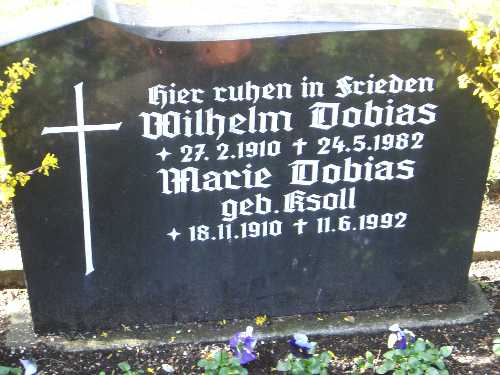 Hier ruhen in Frieden
Wilhelm Dobias
✦ 27. 2.1910 ✝ 24.5.1982
Marie Dobias
geb. Ksoll
✦ 18.11.1910 ✝ 11.6.1992